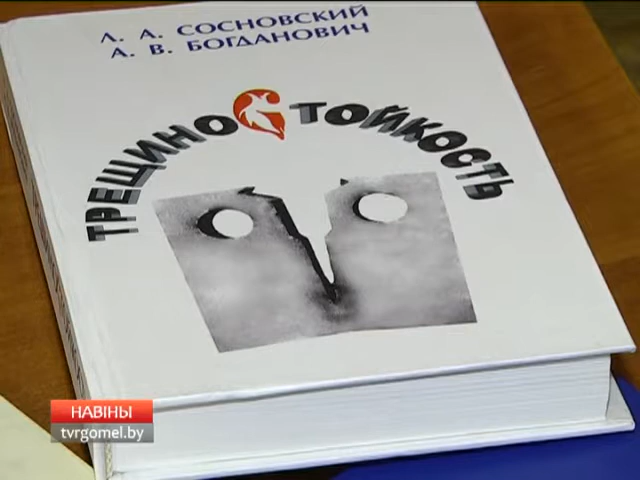 Л. А. СОСНОВСКИЙ
А. В. БОГДАНОВИЧ
ТРЕЩИНОСТОЙКОСТЬ
НАВІНЫ
tvrgomel.by